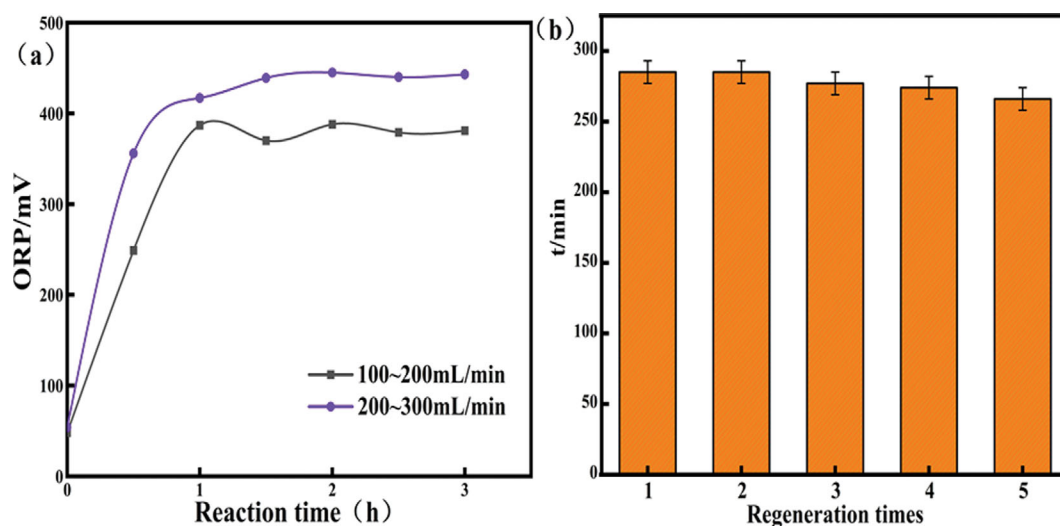 (a)
500
400
300
200
100
0
0
1
2
3
ORP/mV
Reaction time（h）
100~200mL/min
200~300mL/min
(b)
300
250
200
150
100
50
0
1
2
3
4
5
t/min
Regeneration times